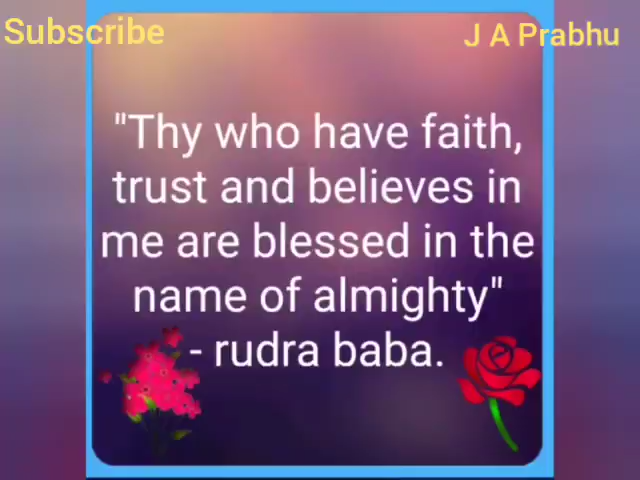 Subscribe
J A Prabhu
"Thy who have faith,
trust and believes in
me are blessed in the
name of almighty"
- rudra baba.